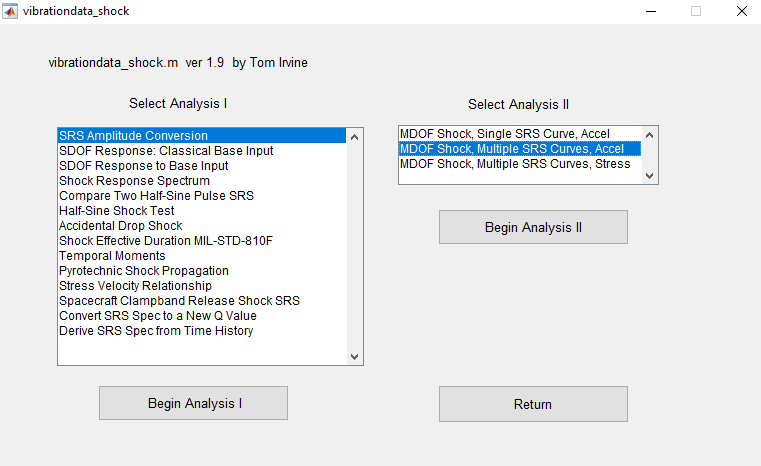 vibrationdata_shock
vibrationdata_shock.m ver 1.9 by Tom Irvine
Select Analysis I
SRS Amplitude Conversion
SDOF Response: Classical Base Input
SDOF Response to Base Input
Shock Response Spectrum
Compare Two Half-Sine Pulse SRS
Half-Sine Shock Test
Accidental Drop Shock
Shock Effective Duration MIL-STD-810F
Temporal Moments
Pyrotechnic Shock Propagation
Stress Velocity Relationship
Spacecraft Clampband Release Shock SRS
Convert SRS Spec to a New Q Value
Derive SRS Spec from Time History
Begin Analysis I
Select Analysis II
MDOF Shock, Single SRS Curve, Accel
MDOF Shock, Multiple SRS Curves, Accel
MDOF Shock, Multiple SRS Curves, Stress
Begin Analysis II
Return